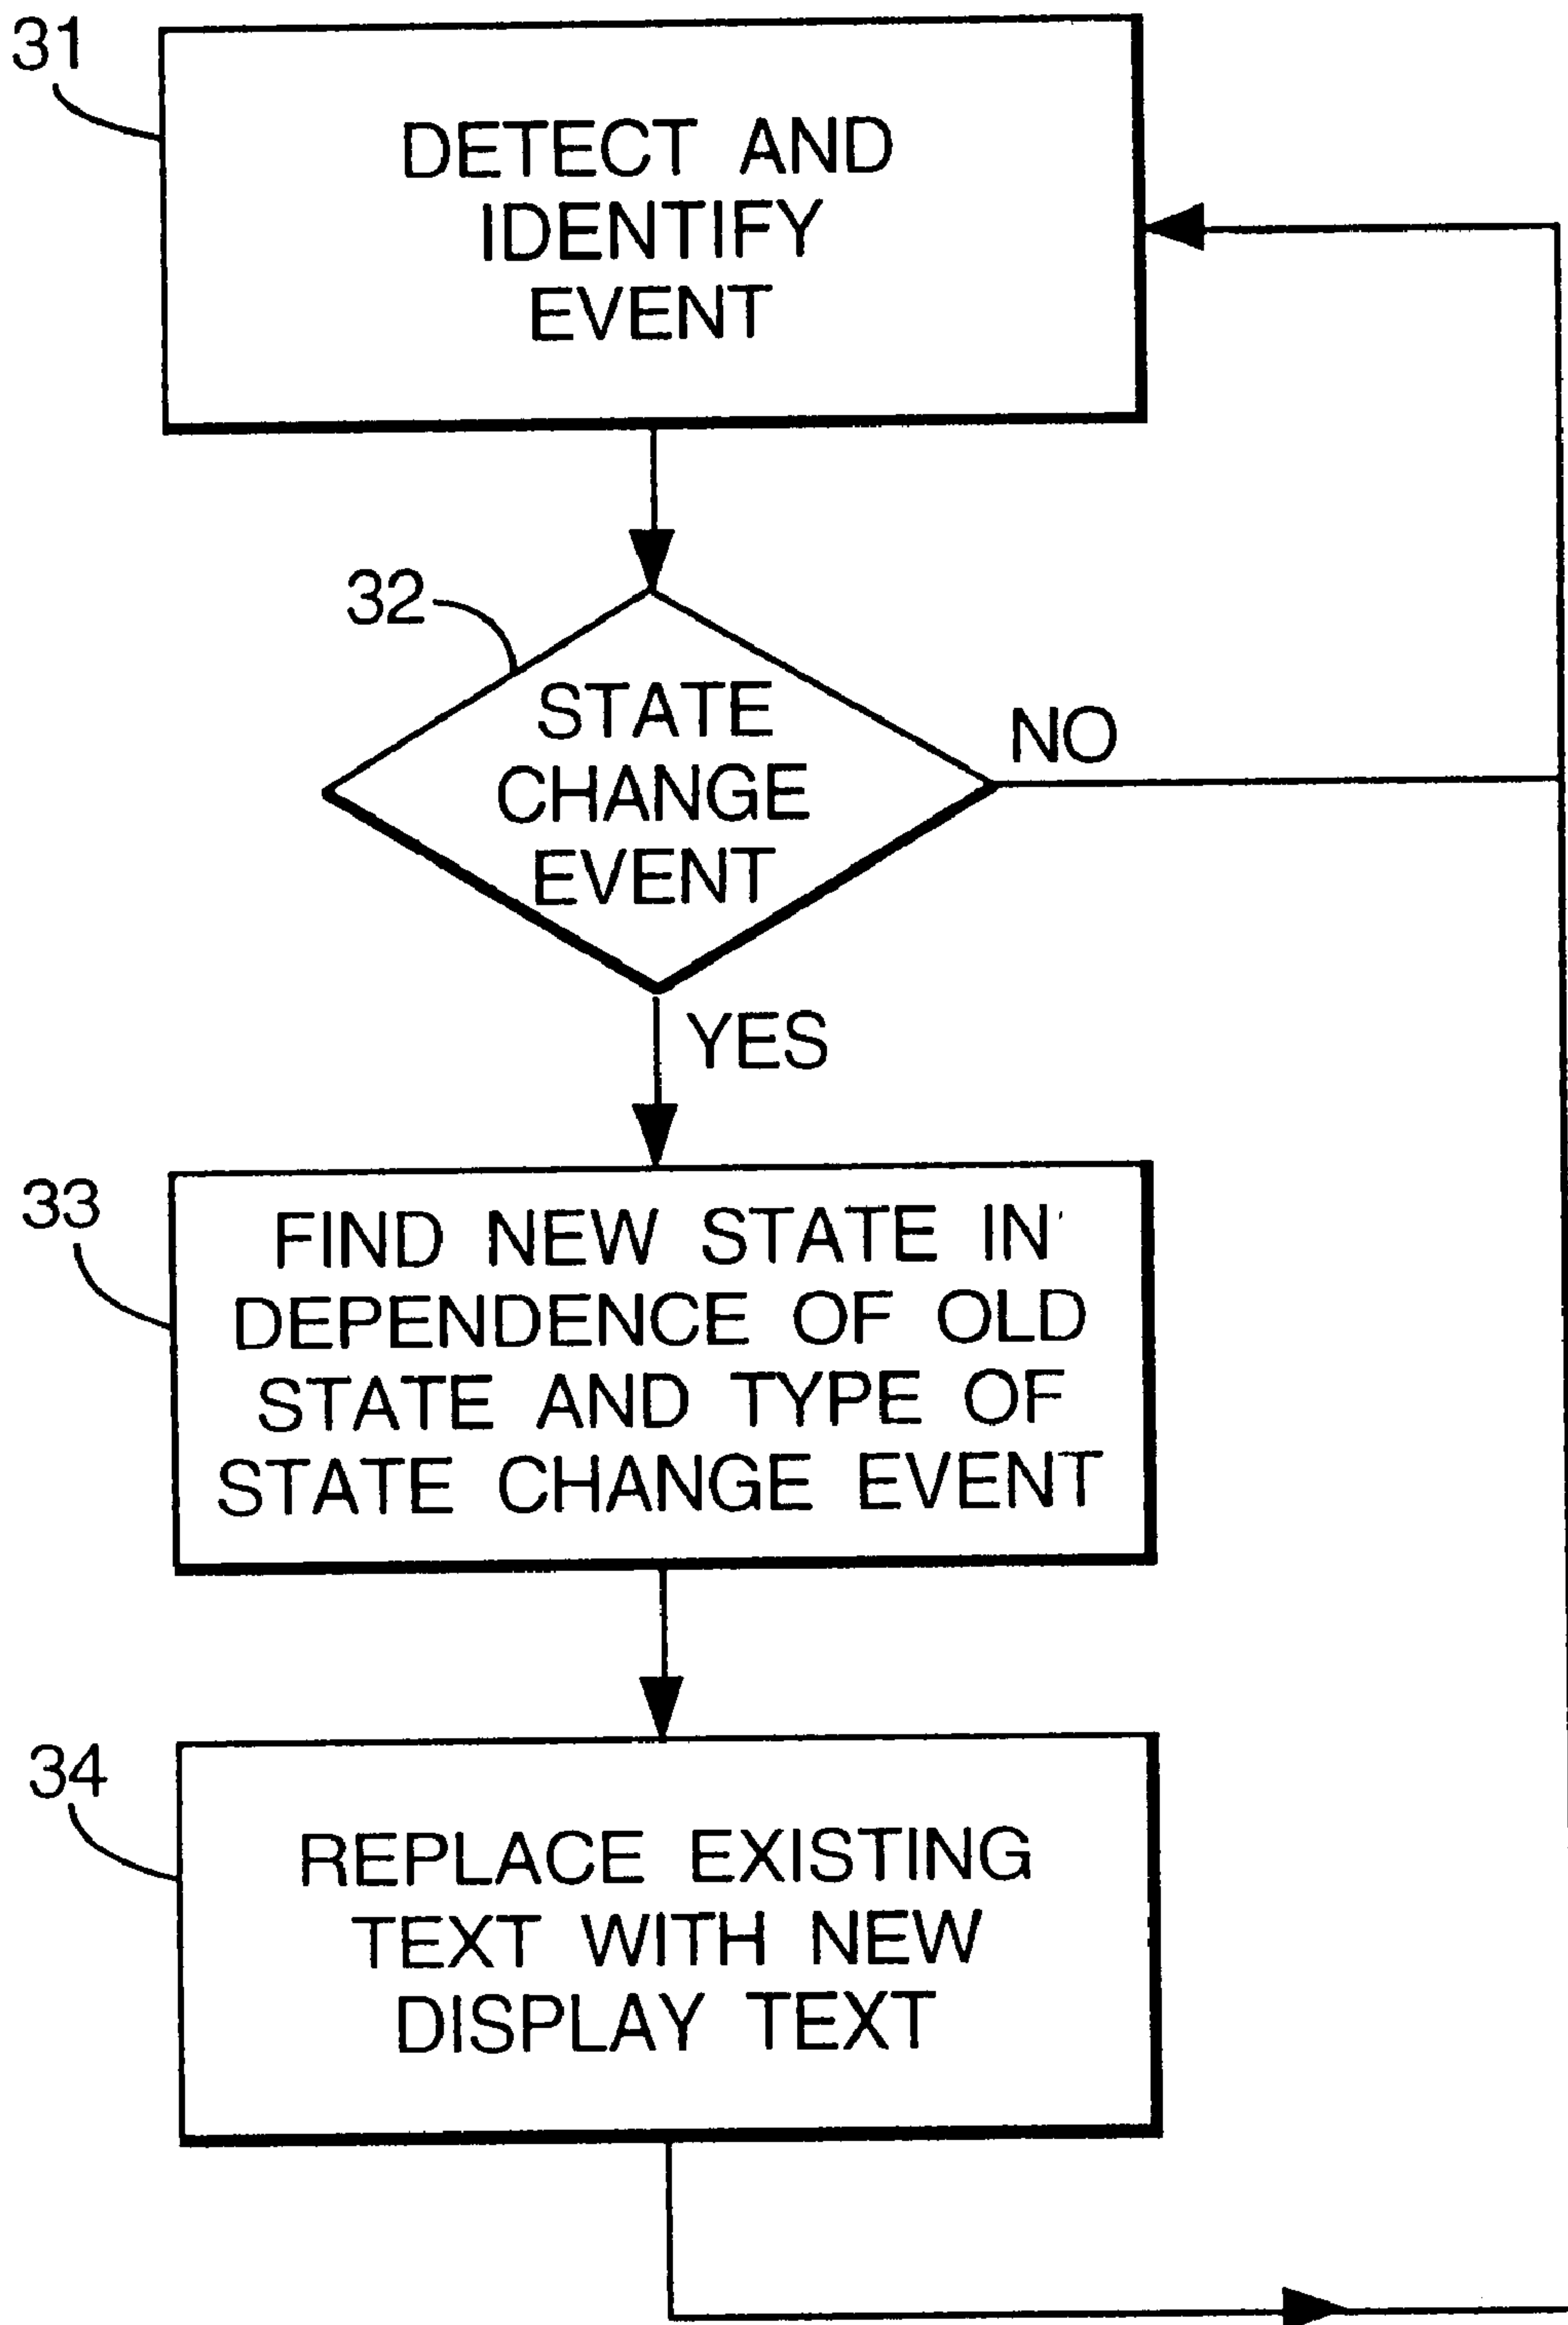 31
DETECT AND
IDENTIFY
EVENT
32
STATE
CHANGE
EVENT
NO
YES
33
FIND NEW STATE IN
DEPENDENCE OF OLD
STATE AND TYPE OF
STATE CHANGE EVENT
34
REPLACE EXISTING
TEXT WITH NEW
DISPLAY TEXT